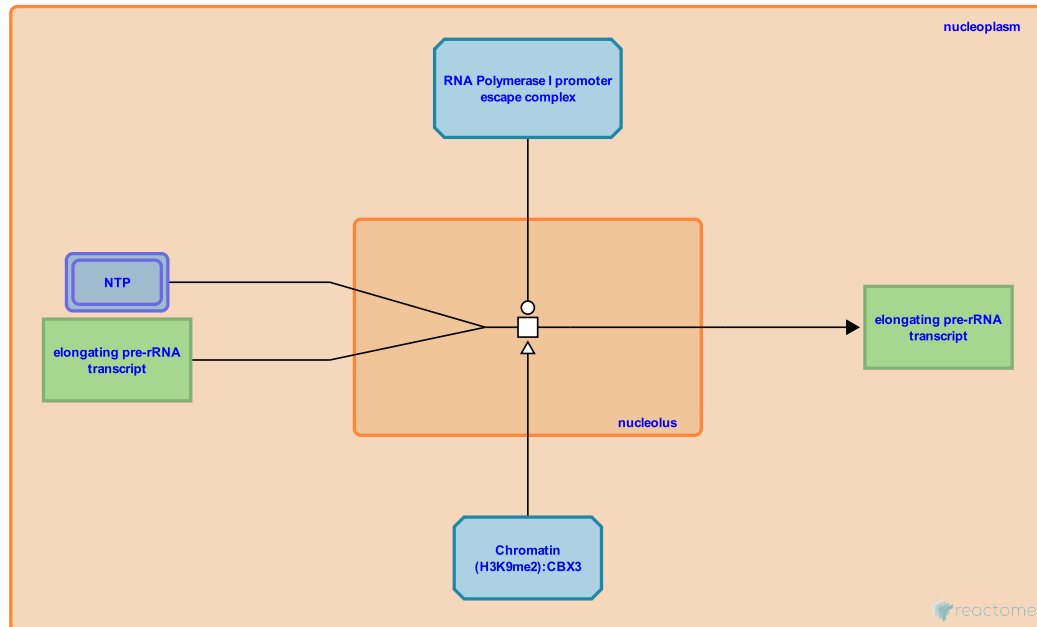 nucleoplasm
RNA Polymerase I promoter
escape complex
NTP
elongating pre-rRNA
transcript
elongating pre-rRNA
transcript
nucleolus
Chromatin
(H3K9me2):CBX3
reactome